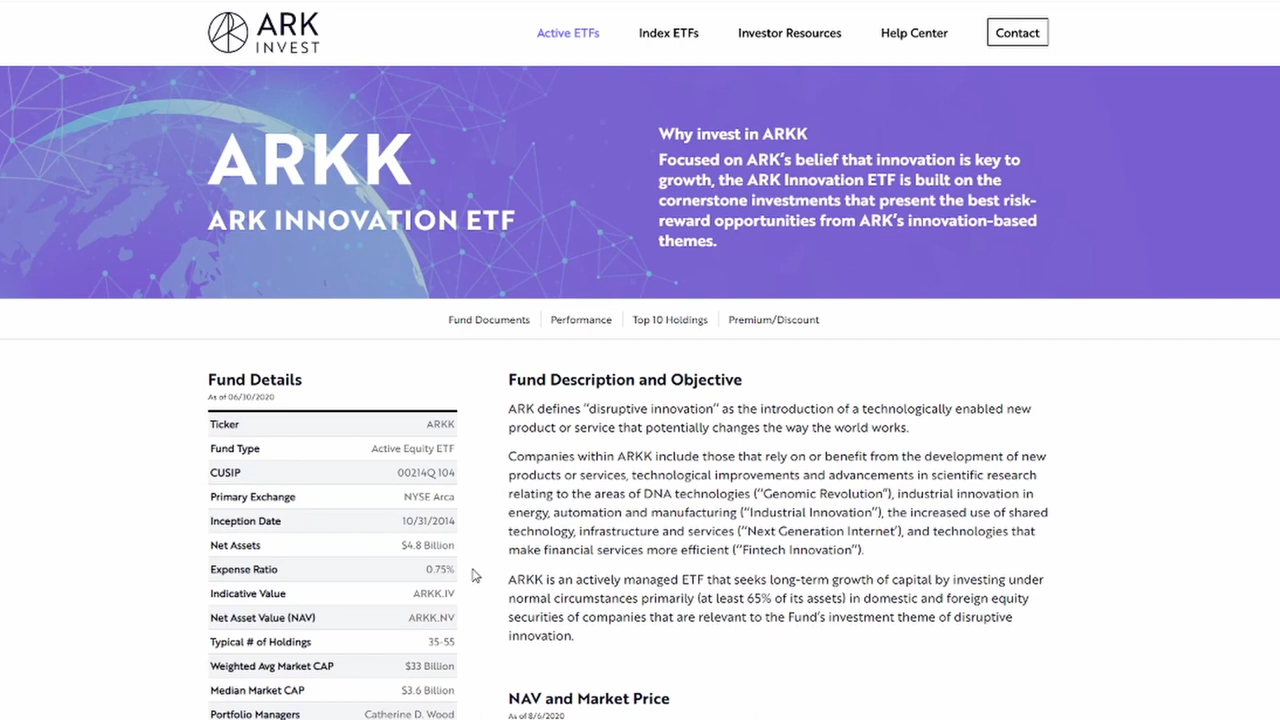 ARK
INVEST
Active ETFs
Index ETFs
Investor Resources
Help Center
Contact
ARKK
ARK INNOVATION ETF
Why invest in ARKK
Focused on ARK's belief that innovation is key to
growth, the ARK Innovation ETF is built on the
cornerstone investments that present the best risk-
reward opportunities from ARK's innovation-based
themes.
Fund Documents
Performance
Top 10 Holdings
Premium/Discount
Fund Details
As of 06/30/2020
Ticker ARKK
Fund Type Active Equity ETF
CUSIP 00214Q 104
Primary Exchange NYSE Arca
Inception Date 10/31/2014
Net Assets $4.8 Billion
Expense Ratio 0.75%
Indicative Value ARKK.IV
Net Asset Value (NAV) ARKK.NV
Typical # of Holdings 35-55
Weighted Avg Market CAP $33 Billion
Median Market CAP $3.6 Billion
Portfolio Managers Catherine D. Wood
Fund Description and Objective
ARK defines “disruptive innovation” as the introduction of a technologically enabled new
product or service that potentially changes the way the world works.
Companies within ARKK include those that rely on or benefit from the development of new
products or services, technological improvements and advancements in scientific research
relating to the areas of DNA technologies (“Genomic Revolution”), industrial innovation in
energy, automation and manufacturing (“Industrial Innovation”), the increased use of shared
technology, infrastructure and services (“Next Generation Internet’), and technologies that
make financial services more efficient (“Fintech Innovation”).
ARKK is an actively managed ETF that seeks long-term growth of capital by investing under
normal circumstances primarily (at least 65% of its assets) in domestic and foreign equity
securities of companies that are relevant to the Fund’s investment theme of disruptive
innovation.
NAV and Market Price
As of 8/6/2020